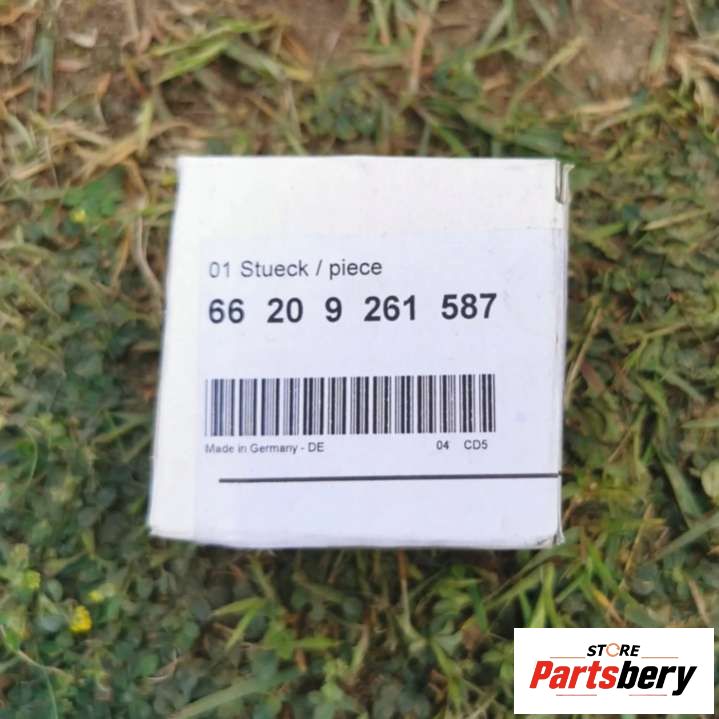 01 Stueck / piece
66 20 9 261 587
Made in Germany - DE 04 CD5
STORE
Partsbery